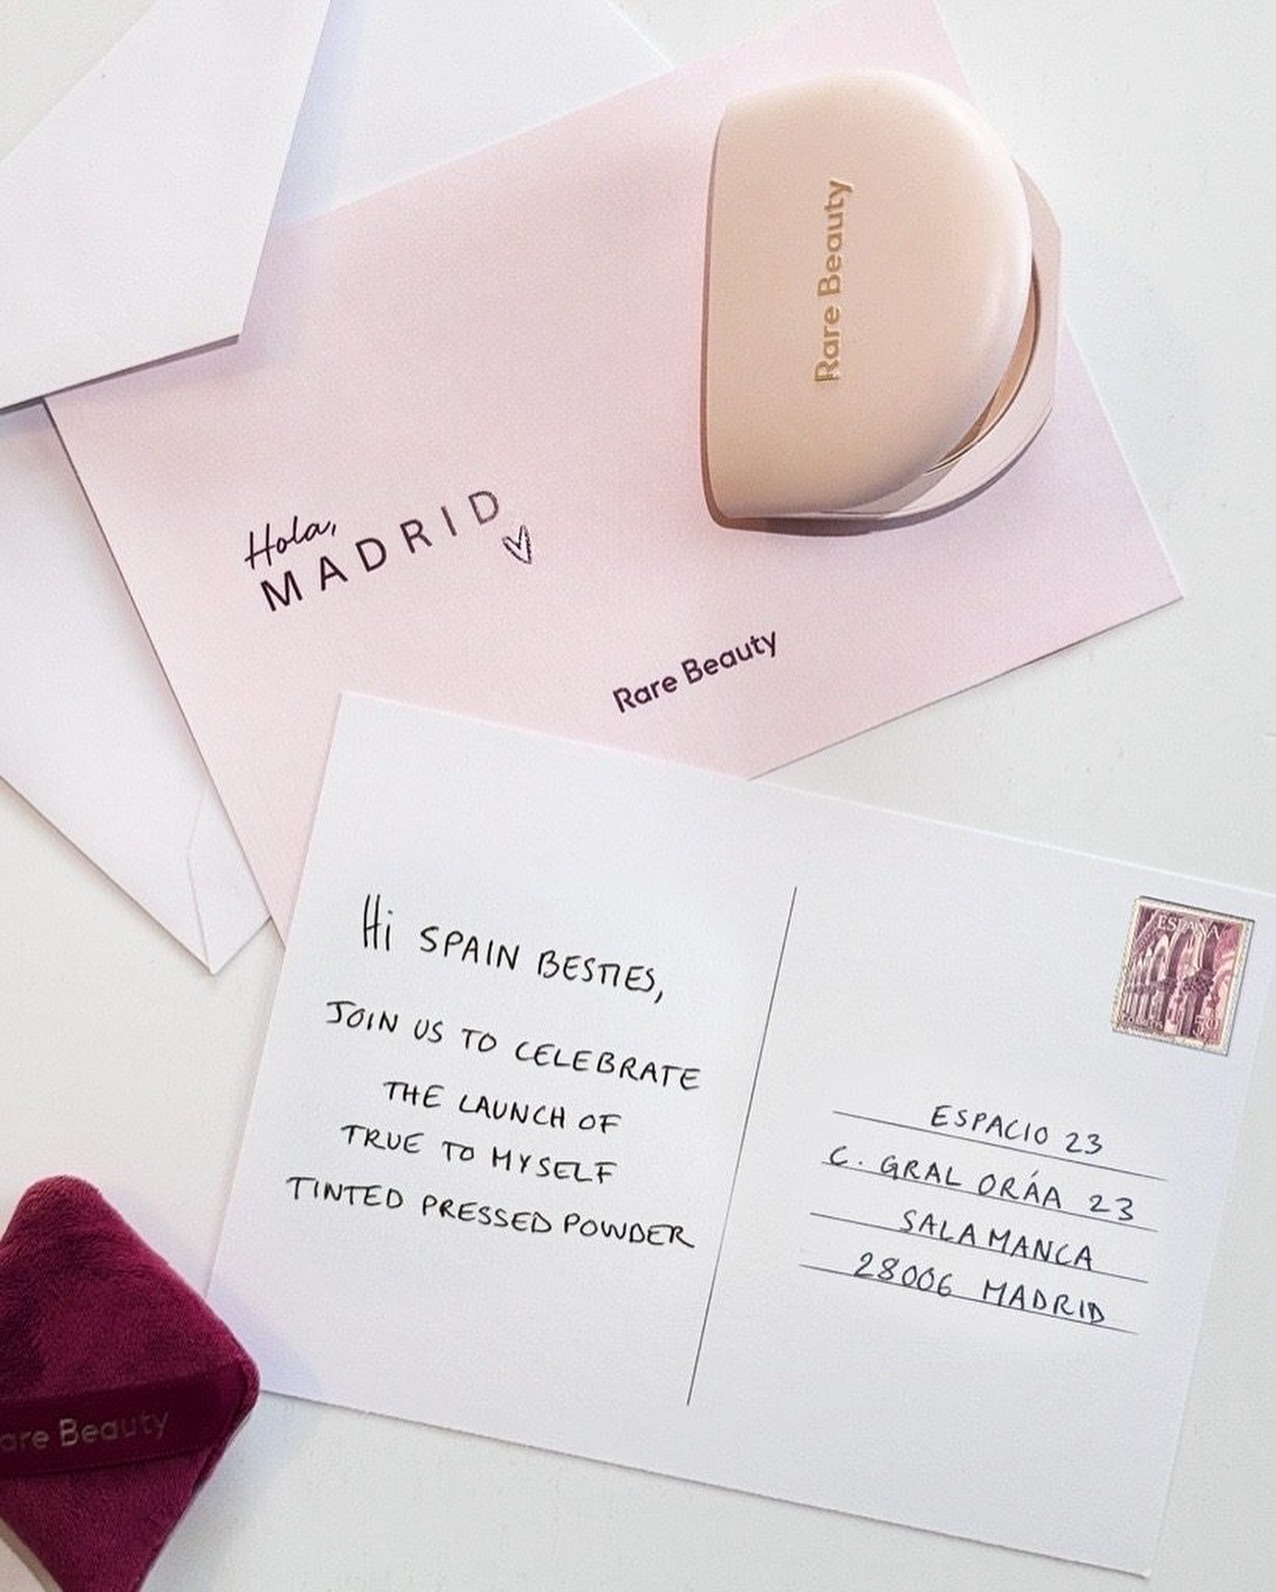 Rare Beauty
Hola,
MADRID
Rare Beauty
Hi SPAIN BESTIES,
JOIN US TO CELEBRATE
THE LAUNCH OF
TRUE TO MYSELF
TINTED PRESSED POWDER
ESPAÑA
ESPACIO 23
C. GRAL ORÁA 23
SALAMANCA
28006 MADRID
Beauty